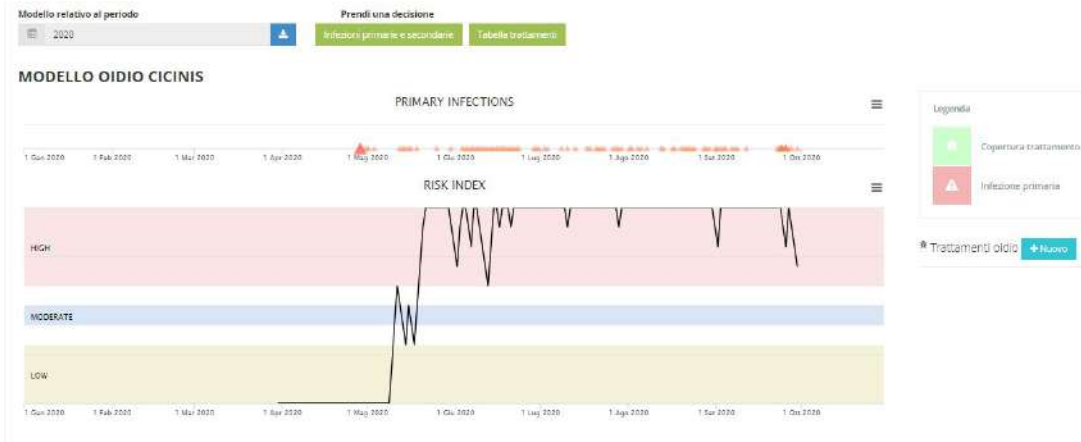 Modello relativo al periodo
Prendi una decisione
2020
Infezioni primarie e secondarie
Tabella trattamenti
MODELLO OIDIO CICINIS
PRIMARY INFECTIONS
1 Gen 2020 1 Feb 2020 1 Mar 2020 1 Apr 2020 1 Mag 2020 1 Giu 2020 1 Lug 2020 1 Ago 2020 1 Set 2020 1 Ott 2020
RISK INDEX
HIGH
MODERATE
LOW
1 Gen 2020 1 Feb 2020 1 Mar 2020 1 Apr 2020 1 Mag 2020 1 Giu 2020 1 Lug 2020 1 Ago 2020 1 Set 2020 1 Ott 2020
Legenda
Copertura trattamento
Infezione primaria
Trattamenti oidio
+ Nuovo